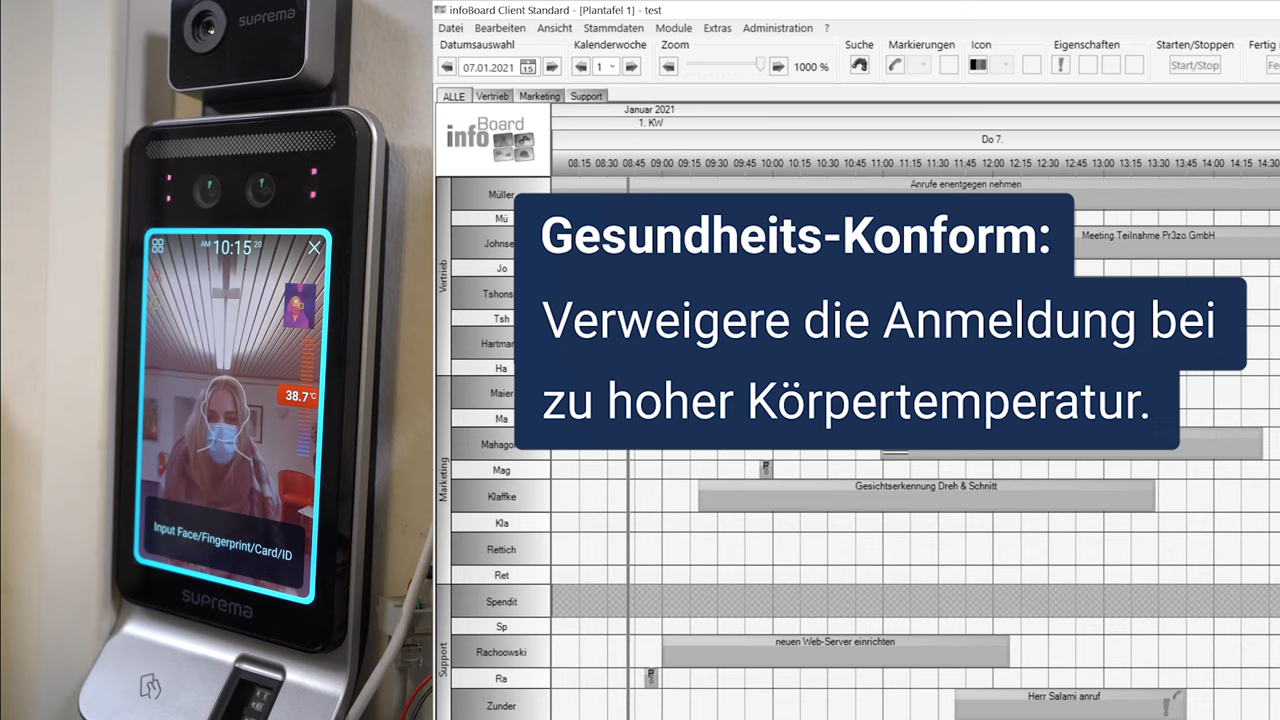 suprema
AM 10:15 20
38.7°C
Input Face/Fingerprint/Card/ID
suprema
infoBoard Client Standard - [Plantafel 1] - test
Datei Bearbeiten Ansicht Stammdaten Module Extras Administration ?
Datumsauswahl Kalenderwoche Zoom Suche Markierungen Icon Eigenschaften Starten/Stoppen Fertig
07.01.2021 15 1 1000 % Start/Stop Fe
ALLE Vertrieb Marketing Support
infoBoard
Januar 2021
1. KW
Do 7.
08:15 08:30 08:45 09:00 09:15 09:30 09:45 10:00 10:15 10:30 10:45 11:00 11:15 11:30 11:45 12:00 12:15 12:30 12:45 13:00 13:15 13:30 13:45 14:00 14:15 14:30
Vertrieb
Müller
Anrufe enentgegen nehmen
Mü
Johnse
Meeting Teilnahme Pr3zo GmbH
Jo
Tshons
Tsh
Hartman
Ha
Gesundheits-Konform:
Verweigere die Anmeldung bei
zu hoher Körpertemperatur.
Marketing
Maier
Ma
Mahago
Mag
Klaffke
Gesichtserkennung Dreh & Schnitt
Kla
Rettich
Ret
Support
Spendit
Sp
Rachoowski
neuen Web-Server einrichten
Ra
Zunder
Herr Salami anruf